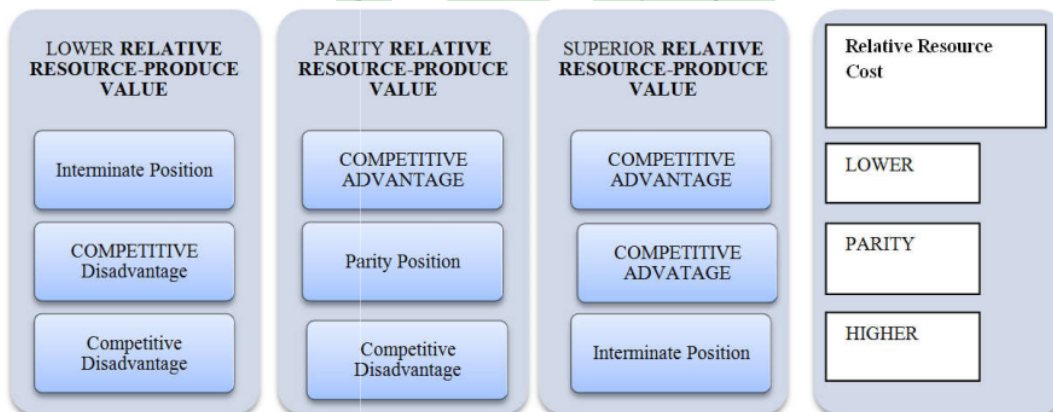 LOWER RELATIVE
RESOURCE-PRODUCE
VALUE
Interminate Position
COMPETITIVE
Disadvantage
Competitive
Disadvantage
PARITY RELATIVE
RESOURCE-PRODUCE
VALUE
COMPETITIVE
ADVANTAGE
Parity Position
Competitive
Disadvantage
SUPERIOR RELATIVE
RESOURCE-PRODUCE
VALUE
COMPETITIVE
ADVANTAGE
COMPETITIVE
ADVATAGE
Interminate Position
Relative Resource
Cost
LOWER
PARITY
HIGHER